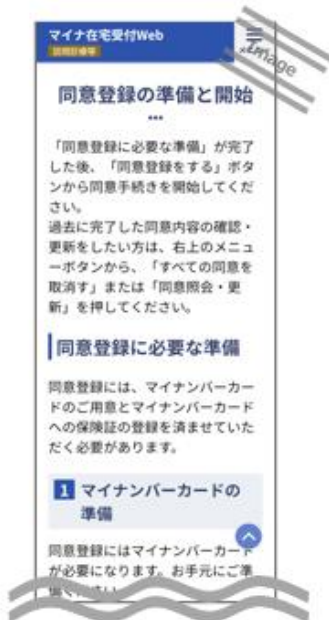 マイナ在宅受付Web
訪問診療等
Image
同意登録の準備と開始
「同意登録に必要な準備」が完了
した後、「同意登録をする」ボタ
ンから同意手続きを開始してくだ
さい。
過去に完了した同意内容の確認・
更新をしたい方は、右上のメニュ
ーボタンから、「すべての同意を
取消す」または「同意照会・更
新」を押してください。
同意登録に必要な準備
同意登録には、マイナンバーカー
ドのご用意とマイナンバーカード
への保険証の登録を済ませていた
だく必要があります。
1 マイナンバーカードの
準備
同意登録にはマイナンバーカード
が必要になります。お手元にご準